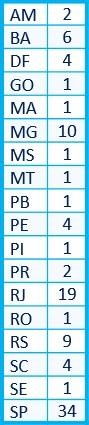 AM 2
BA 6
DF 4
GO 1
MA 1
MG 10
MS 1
MT 1
PB 1
PE 4
PI 1
PR 2
RJ 19
RO 1
RS 9
SC 4
SE 1
SP 34